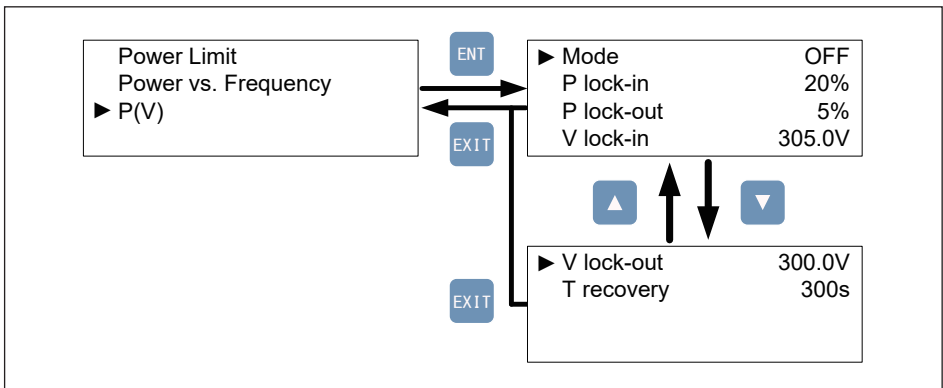 Power Limit
Power vs. Frequency
► P(V)
ENT
EXIT
► Mode OFF
P lock-in 20%
P lock-out 5%
V lock-in 305.0V
▲
▼
EXIT
► V lock-out 300.0V
T recovery 300s